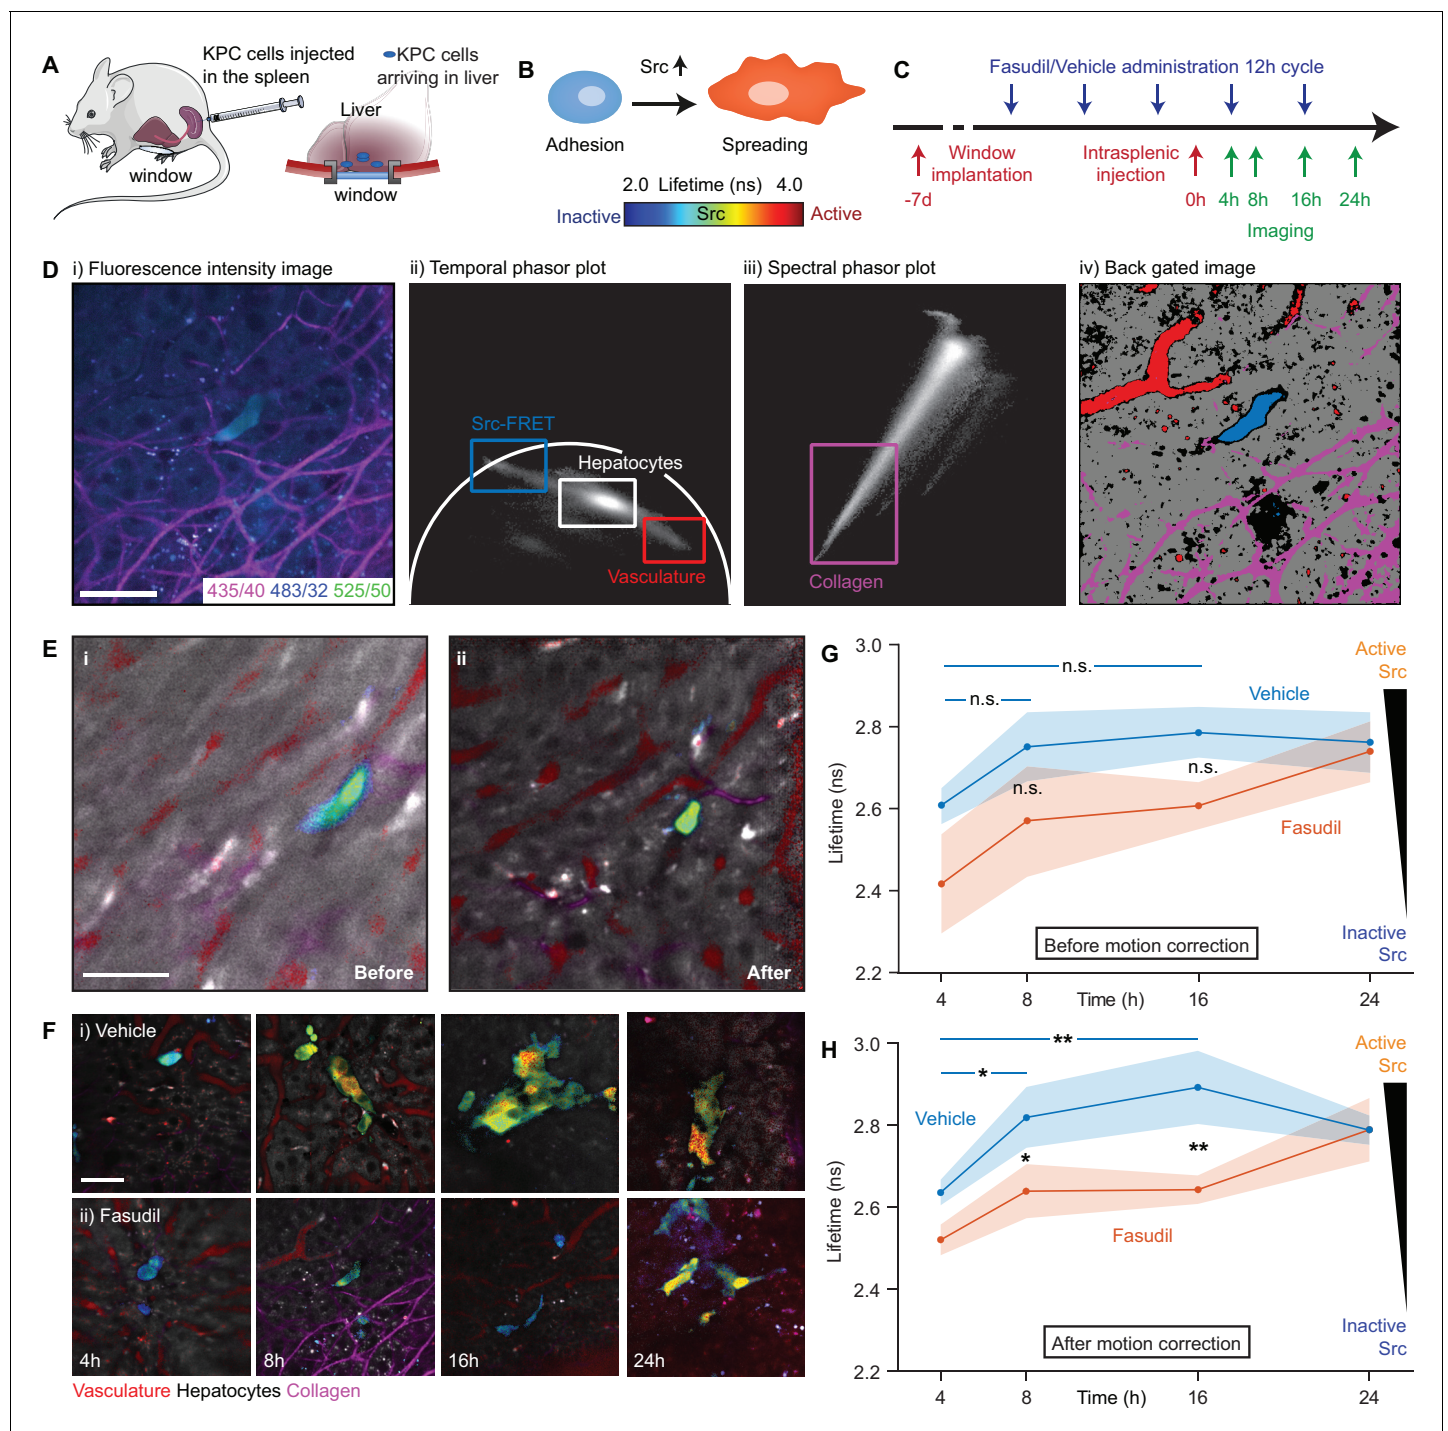 A
KPC cells injected
in the spleen
window
KPC cells
arriving in liver
Liver
window
B
Src
Adhesion
Spreading
2.0 Lifetime (ns) 4.0
Inactive
Src
Active
C
Fasudil/Vehicle administration 12h cycle
Window
implantation
Intrasplenic
injection
-7d
0h
4h
8h
16h
24h
Imaging
D
i) Fluorescence intensity image
435/40 483/32 525/50
ii) Temporal phasor plot
Src-FRET
Hepatocytes
Vasculature
iii) Spectral phasor plot
Collagen
iv) Back gated image
E
i
Before
ii
After
F
i) Vehicle
ii) Fasudil
4h
8h
16h
24h
Vasculature Hepatocytes Collagen
G
3.0
2.8
2.6
2.4
2.2
Lifetime (ns)
n.s.
n.s.
n.s.
n.s.
Vehicle
Fasudil
Before motion correction
Active
Src
Inactive
Src
4
8
Time (h)
16
24
H
3.0
2.8
2.6
2.4
2.2
Lifetime (ns)
**
*
Vehicle
*
**
Fasudil
After motion correction
Active
Src
Inactive
Src
4
8
Time (h)
16
24